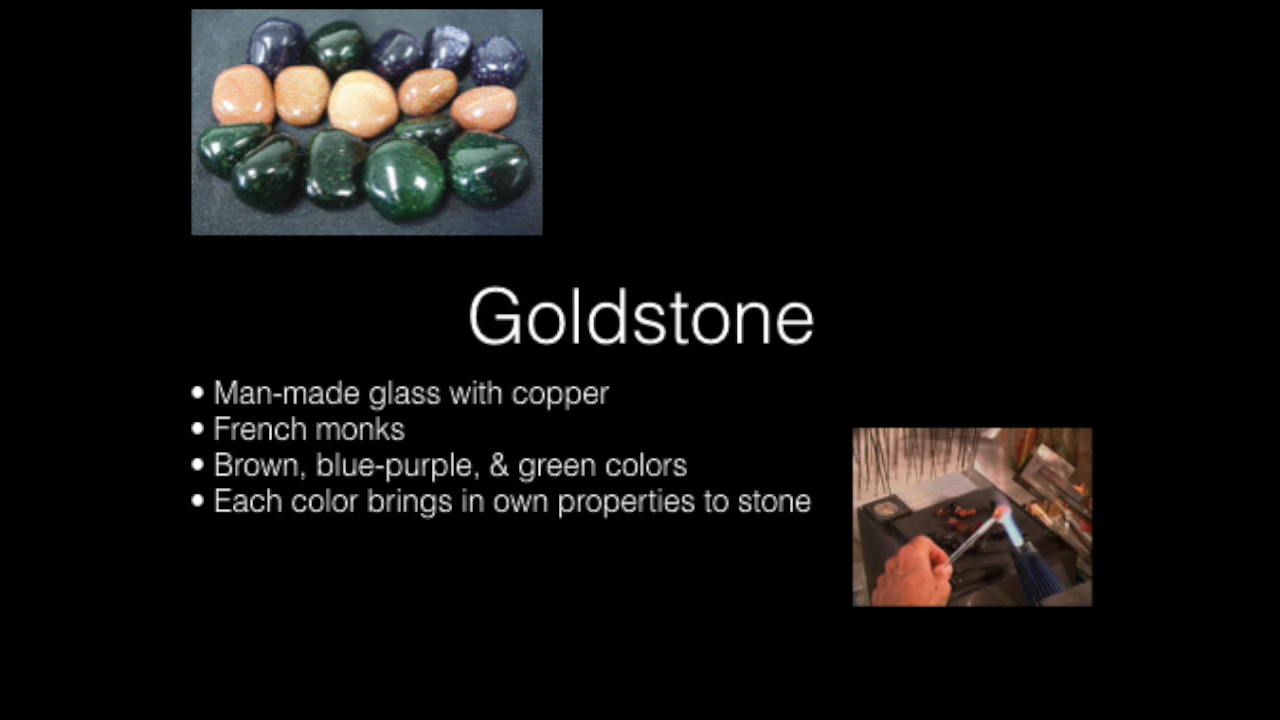 Goldstone
• Man-made glass with copper
• French monks
• Brown, blue-purple, & green colors
• Each color brings in own properties to stone